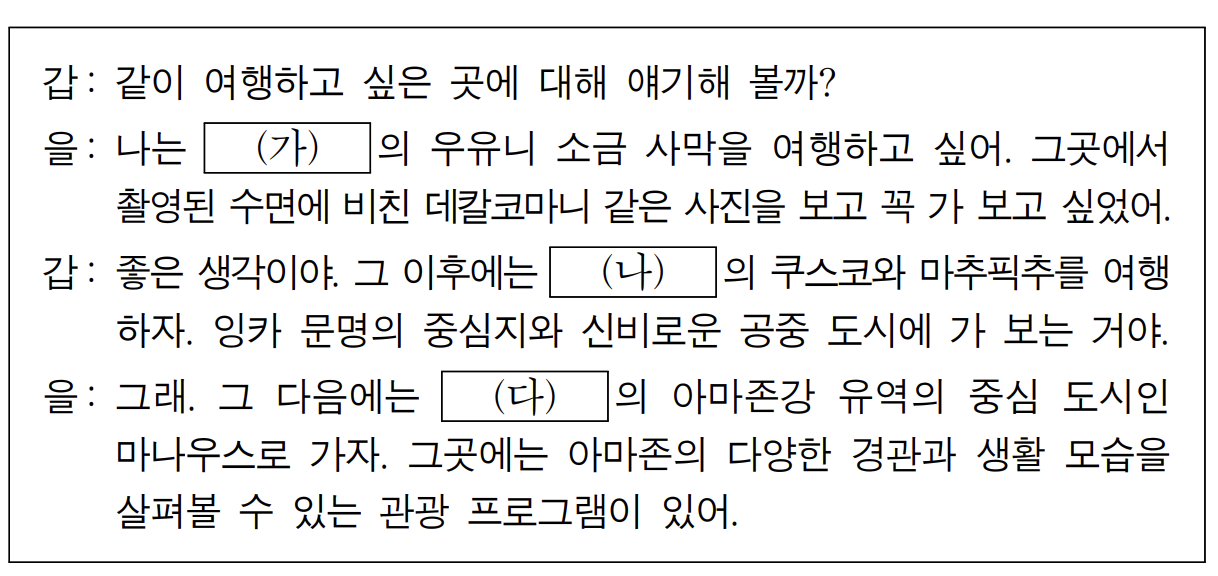 갑: 같이 여행하고 싶은 곳에 대해 얘기해 볼까?
을: 나는 (가) 의 우유니 소금 사막을 여행하고 싶어. 그곳에서
촬영된 수면에 비친 데칼코마니 같은 사진을 보고 꼭 가 보고 싶었어.
갑: 좋은 생각이야. 그 이후에는 (나) 의 쿠스코와 마추픽추를 여행
하자. 잉카 문명의 중심지와 신비로운 공중 도시에 가 보는 거야.
을: 그래. 그 다음에는 (다) 의 아마존강 유역의 중심 도시인
마나우스로 가자. 그곳에는 아마존의 다양한 경관과 생활 모습을
살펴볼 수 있는 관광 프로그램이 있어.